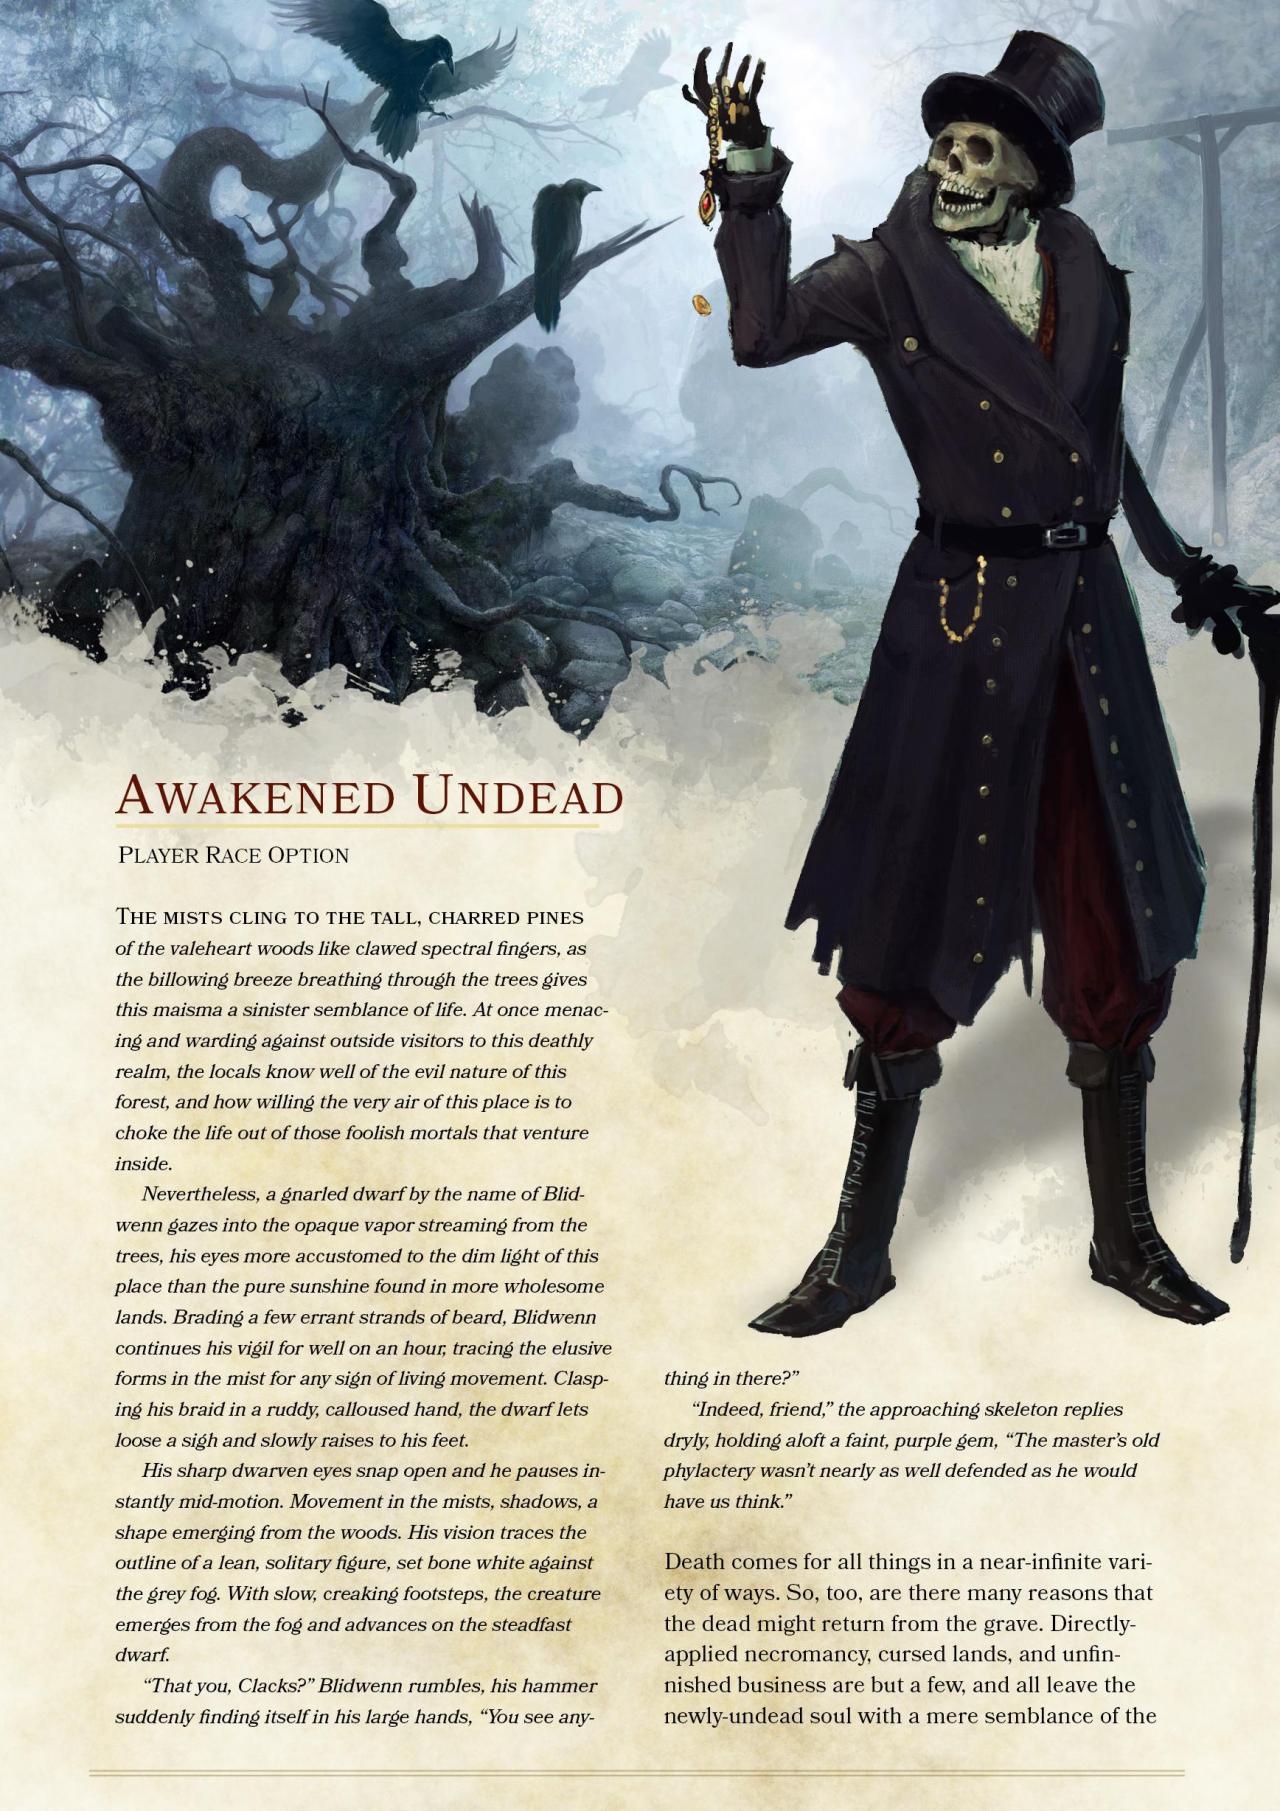 Awakened Undead
Player Race Option
The mists cling to the tall, charred pines
of the valeheart woods like clawed spectral fingers, as
the billowing breeze breathing through the trees gives
this maisma a sinister semblance of life. At once menac-
ing and warding against outside visitors to this deathly
realm, the locals know well of the evil nature of this
forest, and how willing the very air of this place is to
choke the life out of those foolish mortals that venture
inside.
Nevertheless, a gnarled dwarf by the name of Blid-
wenn gazes into the opaque vapor streaming from the
trees, his eyes more accustomed to the dim light of this
place than the pure sunshine found in more wholesome
lands. Brading a few errant strands of beard, Blidwenn
continues his vigil for well on an hour, tracing the elusive
forms in the mist for any sign of living movement. Clasp-
ing his braid in a ruddy, calloused hand, the dwarf lets
loose a sigh and slowly raises to his feet.
His sharp dwarven eyes snap open and he pauses in-
stantly mid-motion. Movement in the mists, shadows, a
shape emerging from the woods. His vision traces the
outline of a lean, solitary figure, set bone white against
the grey fog. With slow, creaking footsteps, the creature
emerges from the fog and advances on the steadfast
dwarf.
“That you, Clacks?” Blidwenn rumbles, his hammer
suddenly finding itself in his large hands, “You see any-
thing in there?”
“Indeed, friend,” the approaching skeleton replies
dryly, holding aloft a faint, purple gem, “The master’s old
phylactery wasn’t nearly as well defended as he would
have us think.”
Death comes for all things in a near-infinite vari-
ety of ways. So, too, are there many reasons that
the dead might return from the grave. Directly-
applied necromancy, cursed lands, and unfin-
nished business are but a few, and all leave the
newly-undead soul with a mere semblance of the